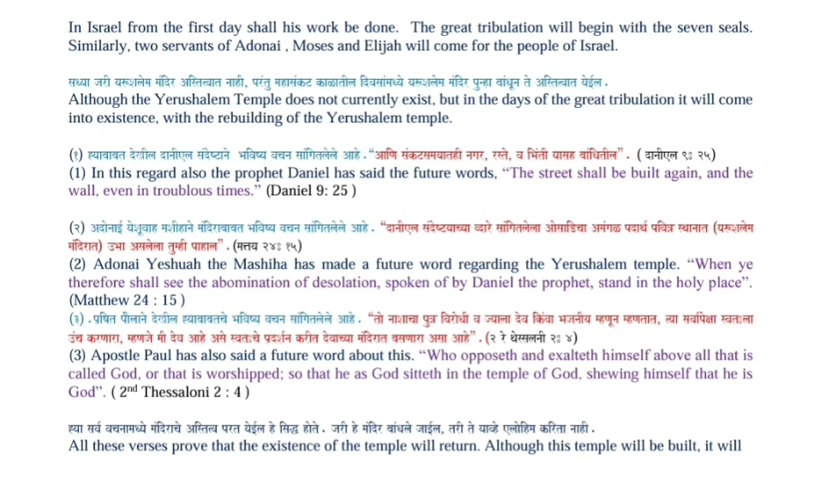 In Israel from the first day shall his work be done. The great tribulation will begin with the seven seals.
Similarly, two servants of Adonai , Moses and Elijah will come for the people of Israel.
सध्या जरी यरूशलेम मंदिर अस्तित्वात नाही, परंतु महासंकट काळातील दिवसांमध्ये यरूशलेम मंदिर पुन्हा बांधून ते अस्तित्वात येईल .
Although the Yerushalem Temple does not currently exist, but in the days of the great tribulation it will come
into existence, with the rebuilding of the Yerushalem temple.
(१) ह्याबाबत देखील दानीएल संदेष्टाने भविष्य वचन सांगितलेले आहे . “आणि संकटसमयातही नगर, रस्ते, व भिंती यासह बांधितील” . ( दानीएल ९ः २५)
(1) In this regard also the prophet Daniel has said the future words, “The street shall be built again, and the
wall, even in troublous times.” (Daniel 9: 25 )
(२) अदोनाई येशूवाह मशीहाने मंदिराबाबत भविष्य वचन सांगितलेले आहे . “दानीएल संदेष्टयाच्या व्दारे सांगितलेला ओसाडिचा अमंगळ पदार्थ पवित्र स्थानात (यरूशलेम
मंदिरात) उभा असलेला तुम्ही पाहाल” . (मत्तय २४ः १५)
(2) Adonai Yeshuah the Mashiha has made a future word regarding the Yerushalem temple. “When ye
therefore shall see the abomination of desolation, spoken of by Daniel the prophet, stand in the holy place”.
(Matthew 24 : 15 )
(३) . प्रषित पौलाने देखील ह्याबाबतचे भविष्य वचन सांगितलेले आहे . “तो नाशाचा पुत्र विरोधी व ज्याला देव किंवा भजनीय म्हणून म्हणतात, त्या सर्वापेक्षा स्वतःला
उंच करणारा, म्हणजे मी देव आहे असे स्वतःचे प्रदर्शन करीत देवाच्या मंदिरात बसणारा असा आहे” . (२ रे थेस्सलनी २ः ४)
(3) Apostle Paul has also said a future word about this. “Who opposeth and exalteth himself above all that is
called God, or that is worshipped; so that he as God sitteth in the temple of God, shewing himself that he is
God”. ( 2nd Thessaloni 2 : 4 )
ह्या सर्व वचनामध्ये मंदिराचे अस्तित्व परत येईल हे सिद्ध होते . जरी हे मंदिर बांधले जाईल, तरी ते याव्हे एलोहिम करिता नाही .
All these verses prove that the existence of the temple will return. Although this temple will be built, it will